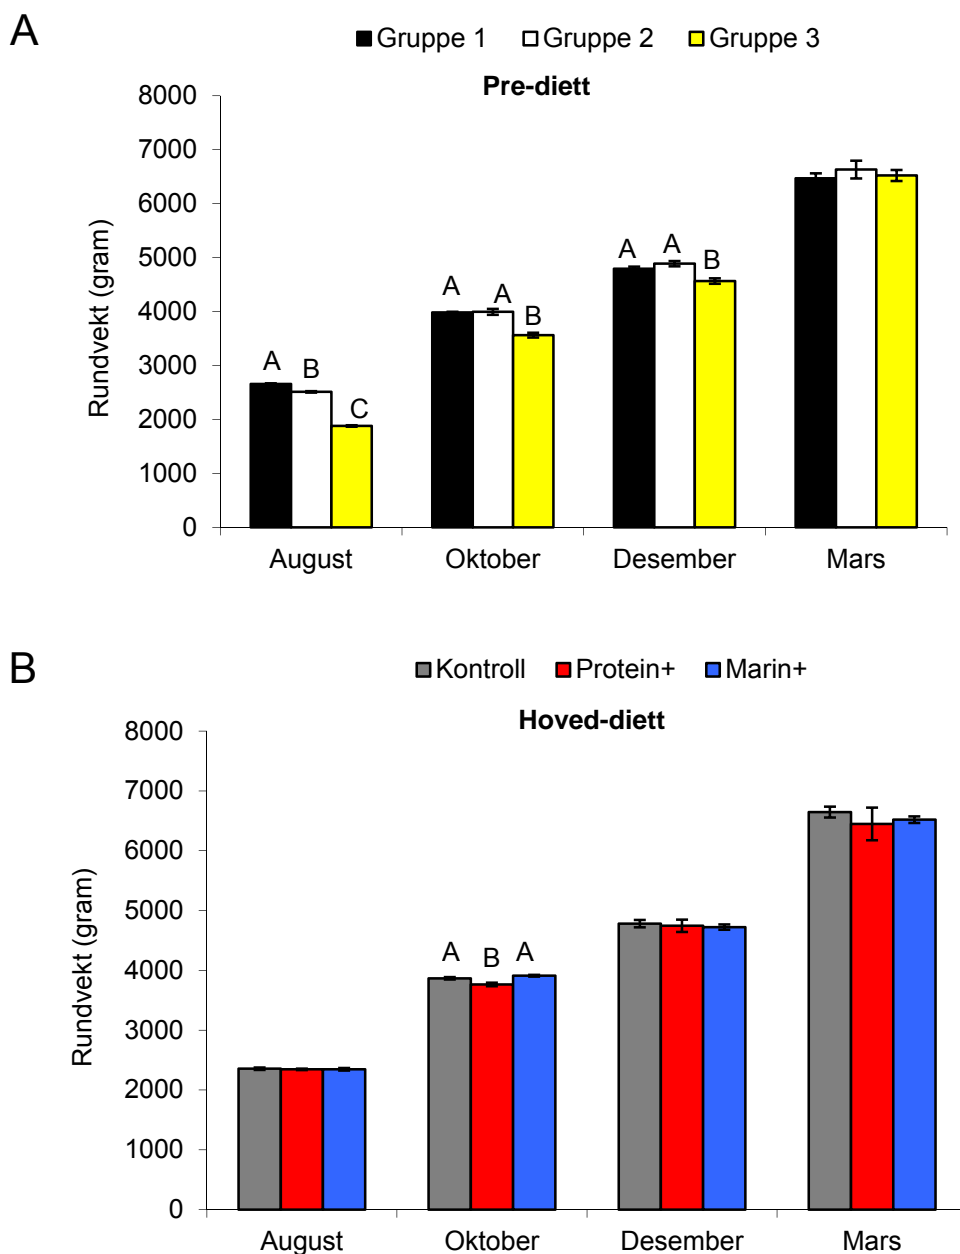 A
Gruppe 1 Gruppe 2 Gruppe 3
Pre-diett
Rundvekt (gram)
8000
7000
6000
5000
4000
3000
2000
1000
0
A B C
A A B
A A B
August Oktober Desember Mars
B
Kontroll Protein+ Marin+
Hoved-diett
Rundvekt (gram)
8000
7000
6000
5000
4000
3000
2000
1000
0
A B A
August Oktober Desember Mars